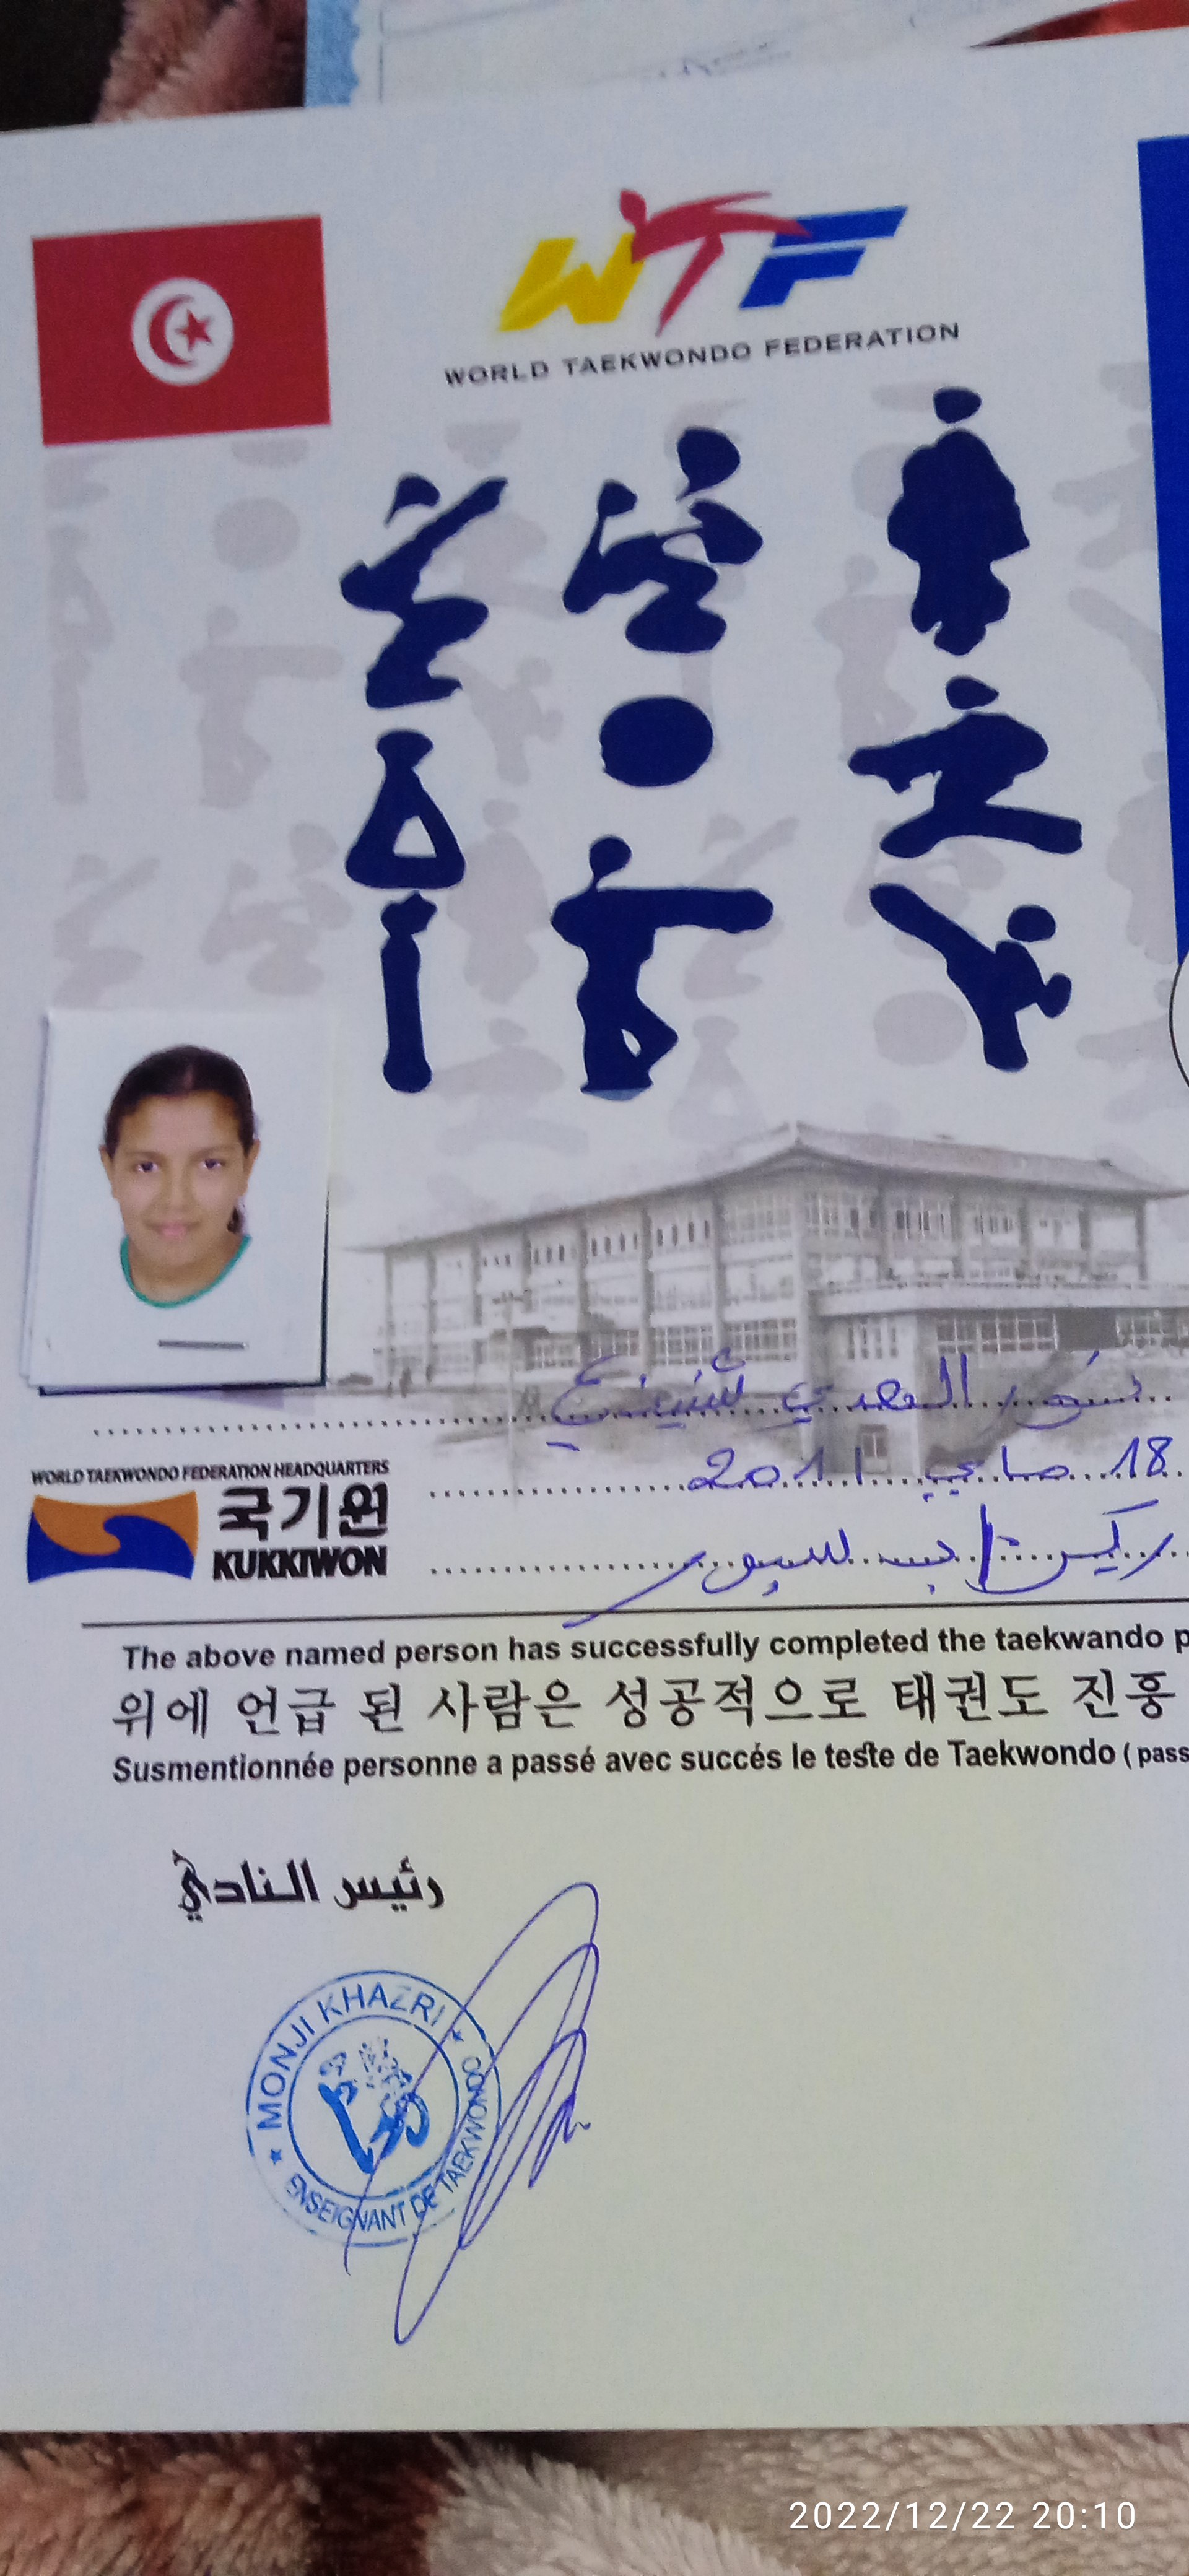 WTF
WORLD TAEKWONDO FEDERATION
الهدي
18 ماي 2011
WORLD TAEKWONDO FEDERATION HEADQUARTERS
국기원
KUKKIWON
The above named person has successfully completed the taekwando p
위에 언급 된 사람은 성공적으로 태권도 진흥
Susmentionnée personne a passé avec succés le teste de Taekwondo ( pass
رئيس النادي
MONJI KHAZRI
ENSEIGNANT DE TAEKWONDO
2022/12/22 20:10